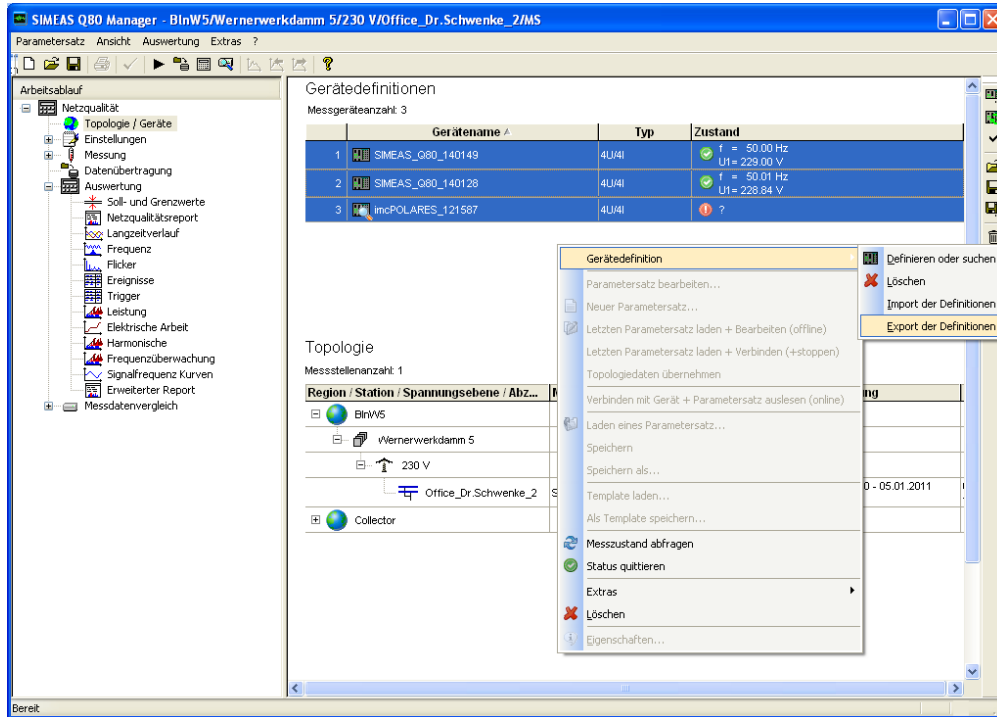 SIMEAS Q80 Manager - BlnW5/Wernerwerkdamm 5/230 V/Office_Dr.Schwenke_2/MS
Parametersatz Ansicht Auswertung Extras ?
Arbeitsablauf
Netzqualität
Topologie / Geräte
Einstellungen
Messung
Datenübertragung
Auswertung
Soll- und Grenzwerte
Netzqualitätsreport
Langzeitverlauf
Frequenz
Flicker
Ereignisse
Trigger
Leistung
Elektrische Arbeit
Harmonische
Frequenzüberwachung
Signalfrequenz Kurven
Erweiterter Report
Messdatenvergleich
Gerätedefinitionen
Messgeräteanzahl: 3
Gerätename Typ Zustand
1 SIMEAS_Q80_140149 4U/4I f = 50.00 Hz
U1= 229.00 V
2 SIMEAS_Q80_140128 4U/4I f = 50.01 Hz
U1= 228.84 V
3 imcPOLARES_121587 4U/4I ?
Topologie
Messstellenanzahl: 1
Region / Station / Spannungsebene / Abz...
BlnW5
Wernerwerkdamm 5
230 V
Office_Dr.Schwenke_2
Collector
ng
0 - 05.01.2011
Gerätedefinition
Parametersatz bearbeiten...
Neuer Parametersatz...
Letzten Parametersatz laden + Bearbeiten (offline)
Letzten Parametersatz laden + Verbinden (+stoppen)
Topologiedaten übernehmen
Verbinden mit Gerät + Parametersatz auslesen (online)
Laden eines Parametersatz...
Speichern
Speichern als...
Template laden...
Als Template speichern...
Messzustand abfragen
Status quittieren
Extras
Löschen
Eigenschaften...
Definieren oder suchen
Löschen
Import der Definitionen
Export der Definitionen
Bereit